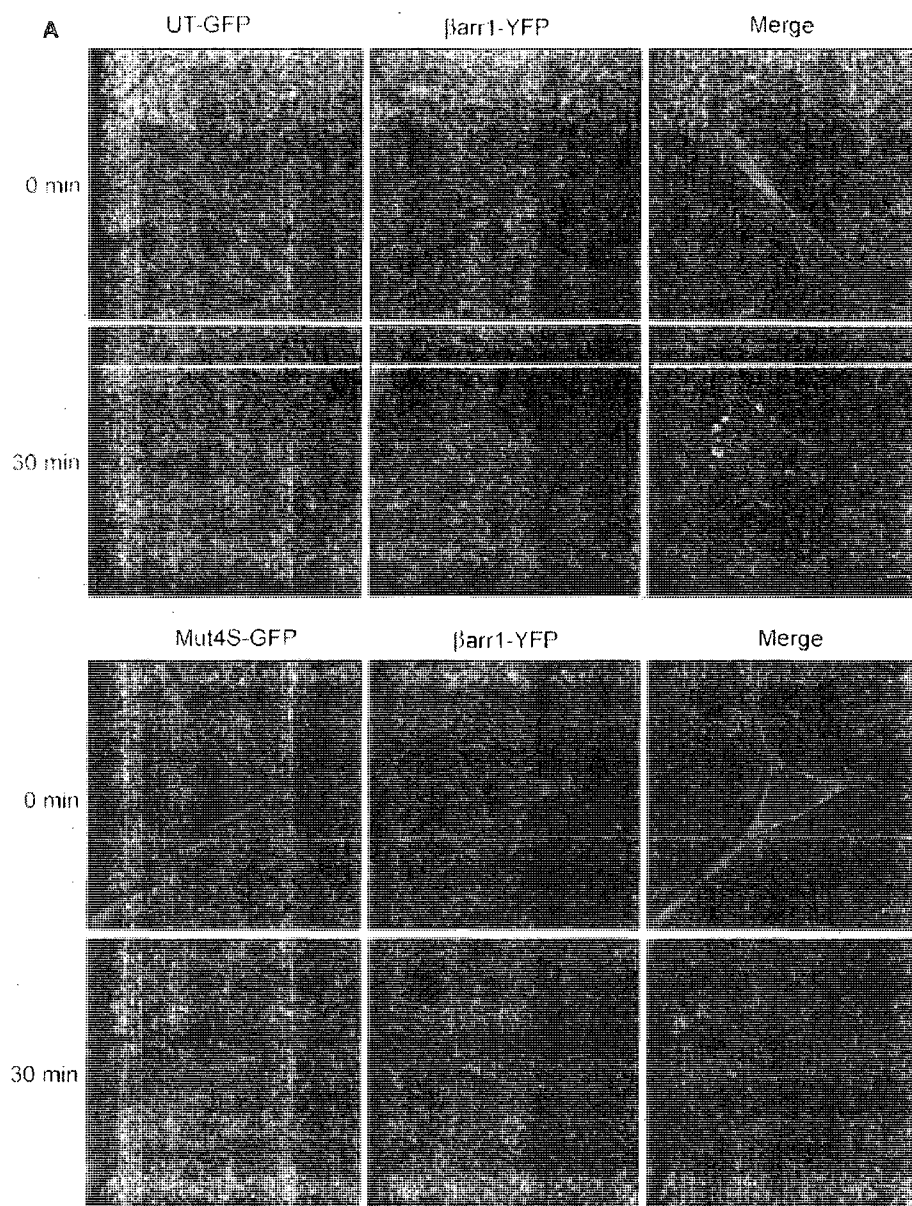 A
UT-GFP βarr1-YFP Merge
0 min
30 min
Mut4S-GFP βarr1-YFP Merge
0 min
30 min